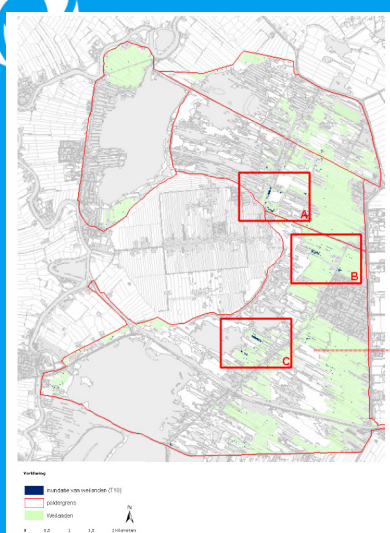 A
B
C
Verklaring
inundatie van weilanden (T10)
poldergrens
Weilanden
N
0 0,5 1 1,5 2 Kilometers